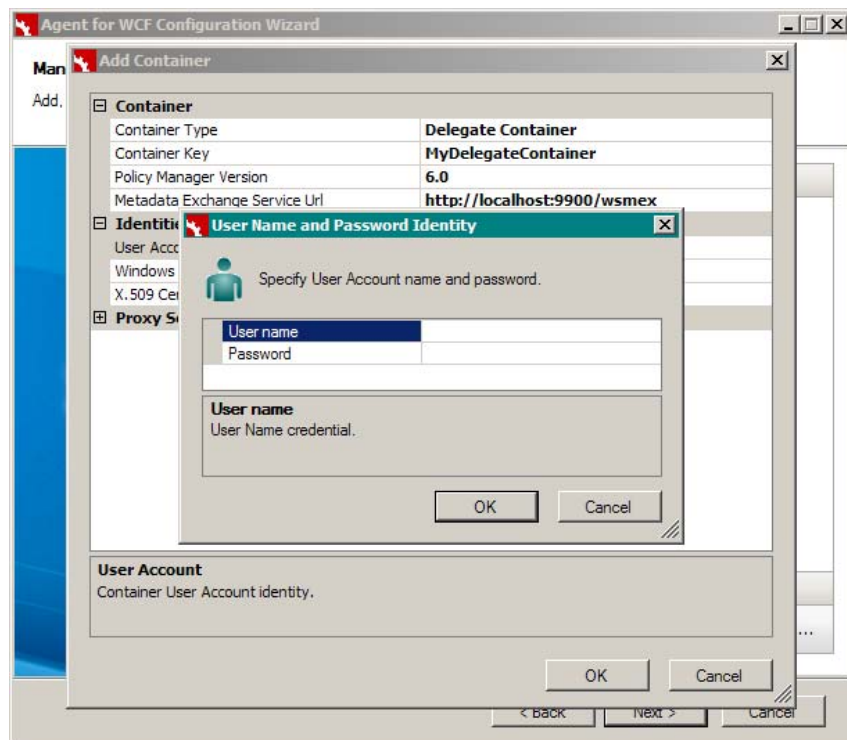 Agent for WCF Configuration Wizard
Man
Add,
Add Container
Container
Container Type Delegate Container
Container Key MyDelegateContainer
Policy Manager Version 6.0
Metadata Exchange Service Url http://localhost:9900/wsmex
Identitie
User Acco
Windows
X.509 Cer
Proxy Se
User Name and Password Identity
Specify User Account name and password.
User name
Password
User name
User Name credential.
OK Cancel
User Account
Container User Account identity.
...
OK Cancel
< Back Next > Cancel